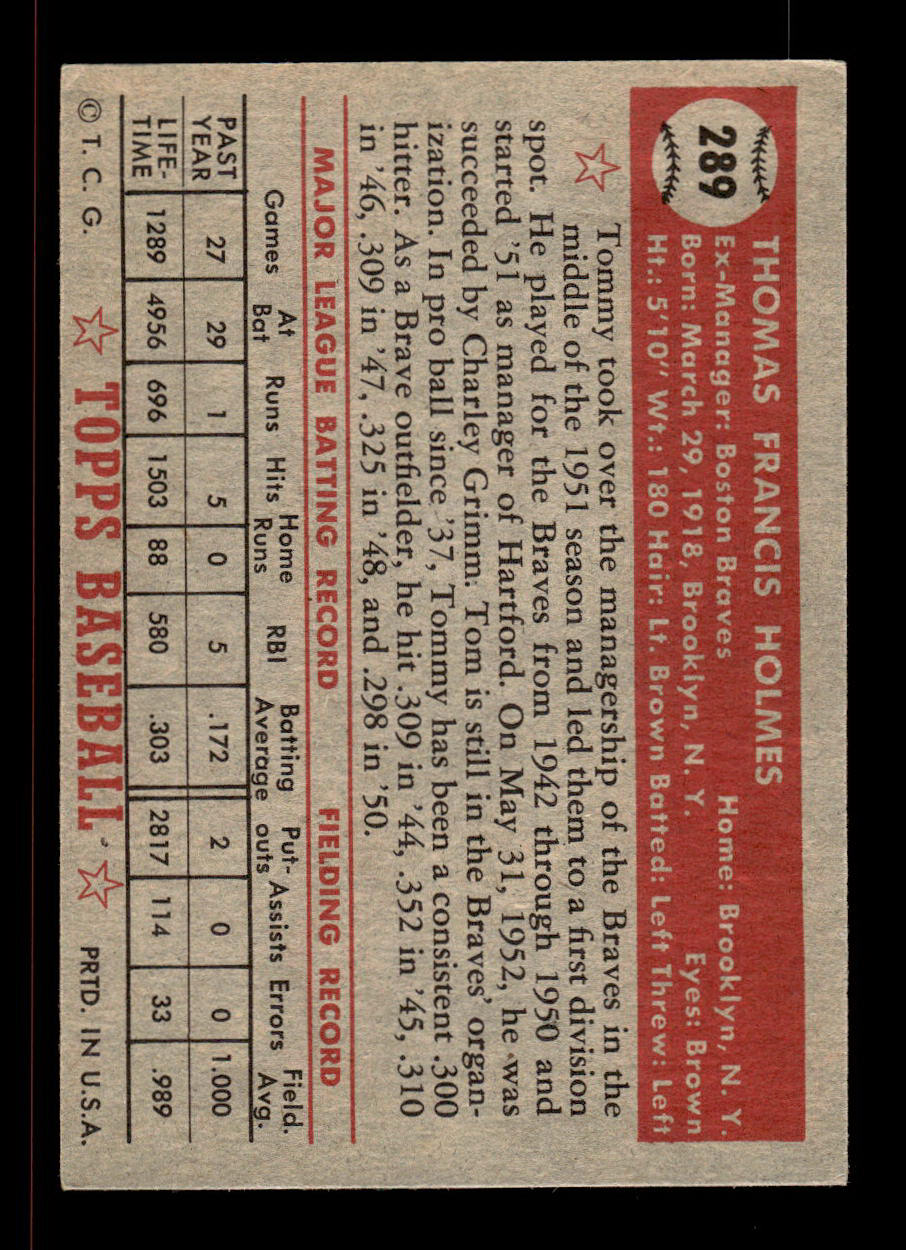 289
THOMAS FRANCIS HOLMES
Ex-Manager: Boston Braves Home: Brooklyn, N. Y.
Born: March 29, 1918, Brooklyn, N. Y. Eyes: Brown
Ht.: 5'10" Wt.: 180 Hair: Lt. Brown Batted: Left Threw: Left
Tommy took over the managership of the Braves in the
middle of the 1951 season and led them to a first division
spot. He played for the Braves from 1942 through 1950 and
started '51 as manager of Hartford. On May 31, 1952, he was
succeeded by Charley Grimm. Tom is still in the Braves' organ-
ization. In pro ball since '37, Tommy has been a consistent .300
hitter. As a Brave outfielder, he hit .309 in '44, .352 in '45, .310
in '46, .309 in '47, .325 in '48, and .298 in '50.
MAJOR LEAGUE BATTING RECORD FIELDING RECORD
Games At Bat Runs Hits Home Runs RBI Batting Average Put-outs Assists Errors Field. Avg.
PAST YEAR 27 29 1 5 0 5 .172 2 0 0 1.000
LIFE-TIME 1289 4956 696 1503 88 580 .303 2817 114 33 .989
© T. C. G. TOPPS BASEBALL PRTD. IN U.S.A.